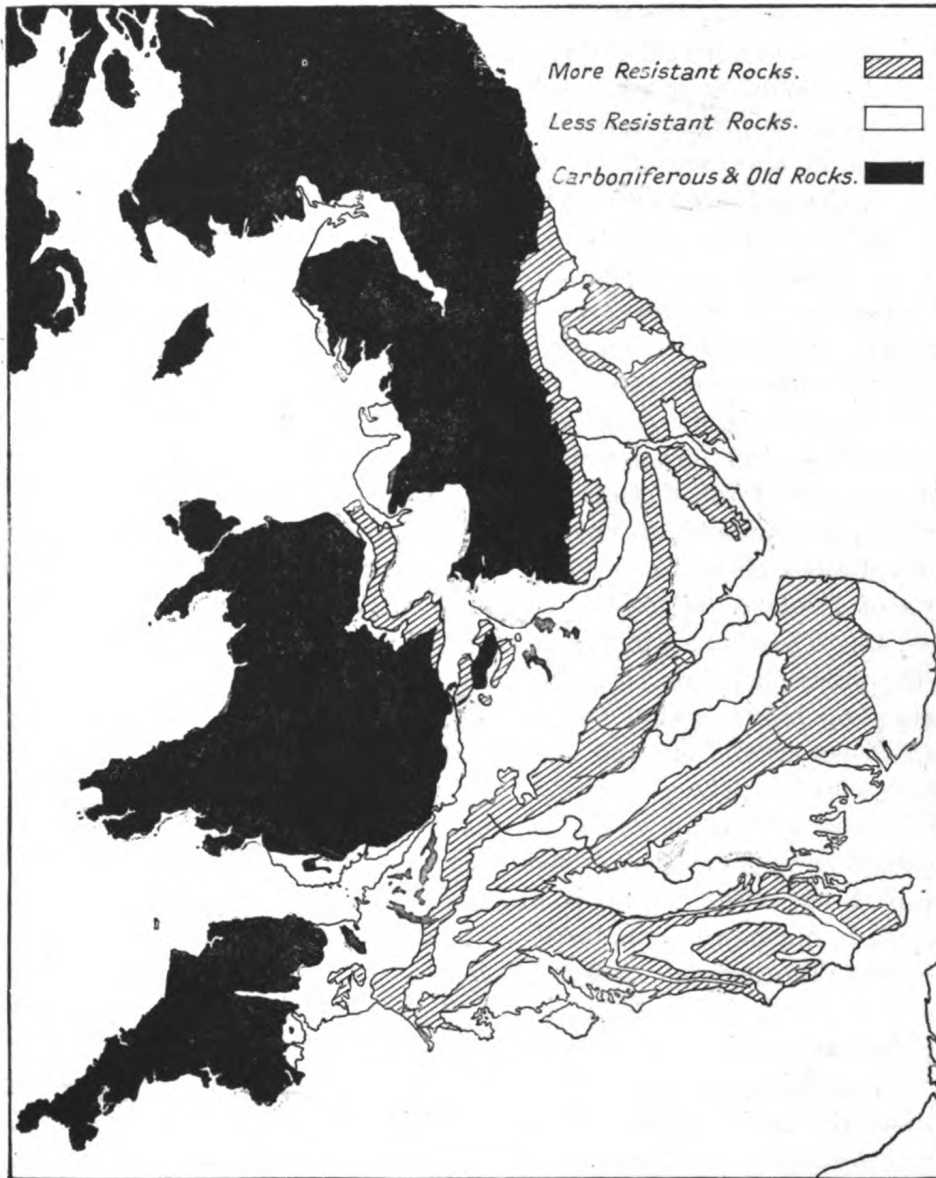 More Resistant Rocks.
Less Resistant Rocks.
Carboniferous & Old Rocks.